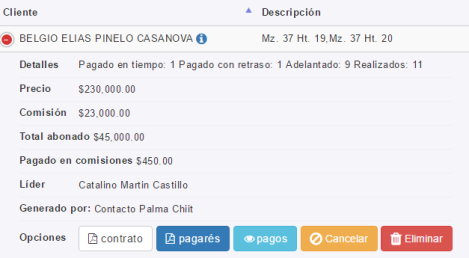 Cliente Descripción
BELGIO ELIAS PINELO CASANOVA Mz. 37 Ht. 19,Mz. 37 Ht. 20
Detalles Pagado en tiempo: 1 Pagado con retraso: 1 Adelantado: 9 Realizados: 11
Precio $230,000.00
Comisión $23,000.00
Total abonado $45,000.00
Pagado en comisiones $450.00
Líder Catalino Martin Castillo
Generado por: Contacto Palma Chiit
Opciones contrato pagarés pagos Cancelar Eliminar